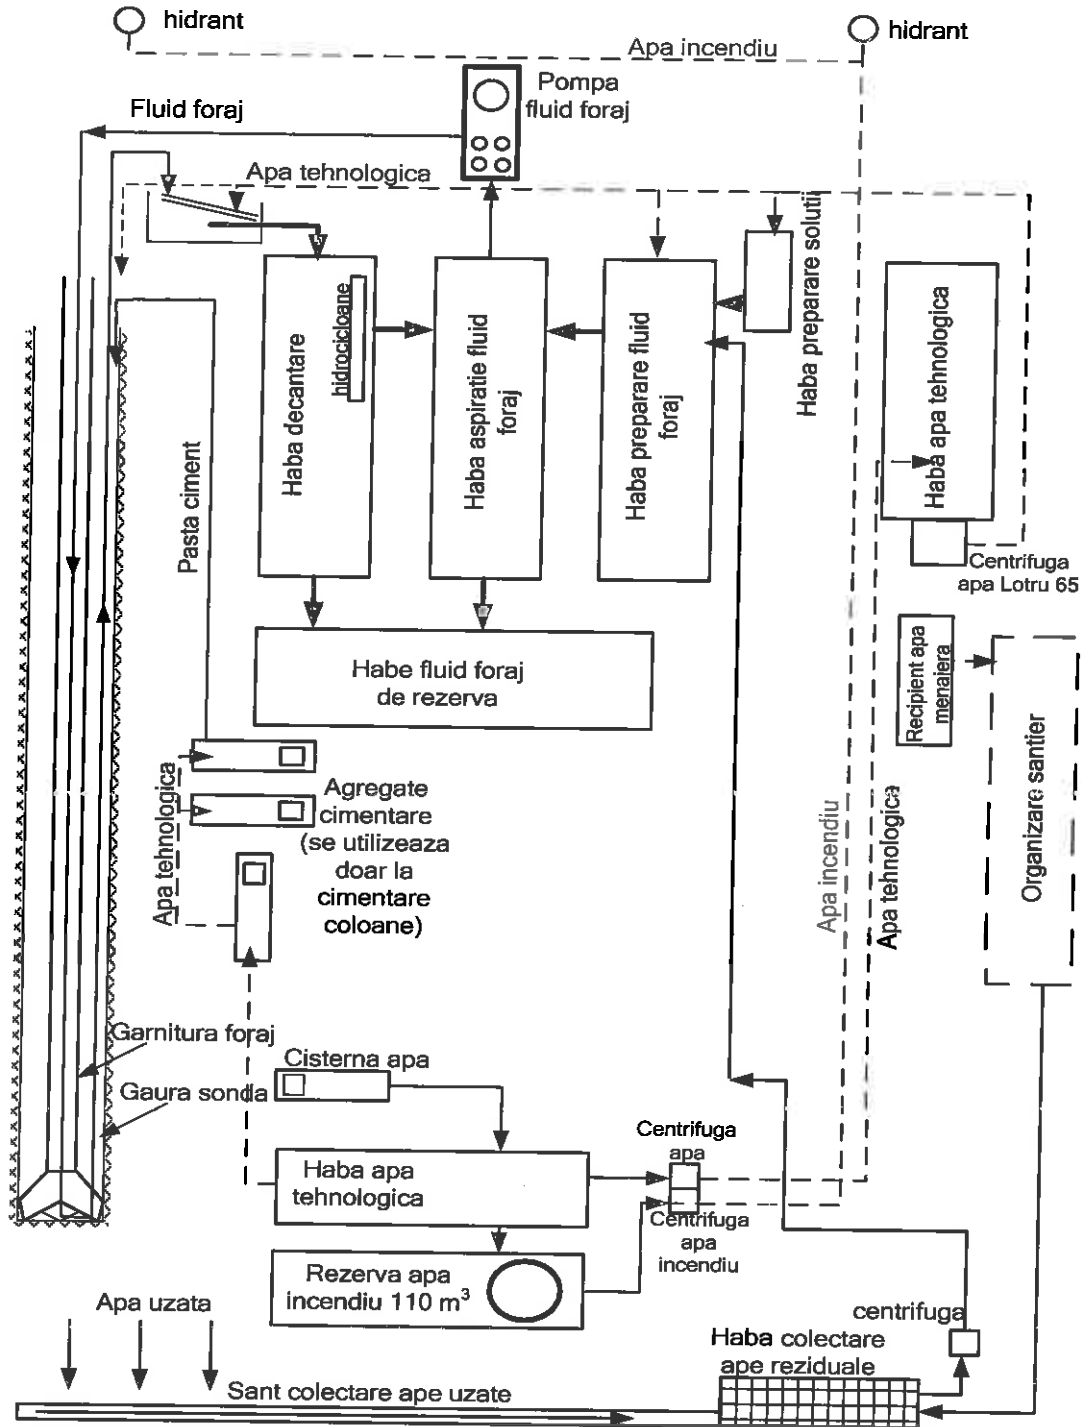 hidrant
hidrant
Apa incendiu
Pompa
fluid foraj
Fluid foraj
Apa tehnologica
Haba preparare solutii
Haba decantare
hidrocicloane
Haba aspiratie fluid
foraj
Haba preparare fluid
foraj
Haba apa tehnologica
Pasta ciment
Centrifuga
apa Lotru 65
Habe fluid foraj
de rezerva
Recipient apa
menajera
Organizare santier
Apa tehnologica
Agregate
cimentare
(se utilizeaza
doar la
cimentare
coloane)
Apa incendiu
Apa tehnologica
Garnitura foraj
Gaura sonda
Cisterna apa
Centrifuga
apa
Haba apa
tehnologica
Centrifuga
apa
incendiu
Rezerva apa
incendiu 110 m³
Apa uzata
centrifuga
Haba colectare
ape reziduale
Sant colectare ape uzate